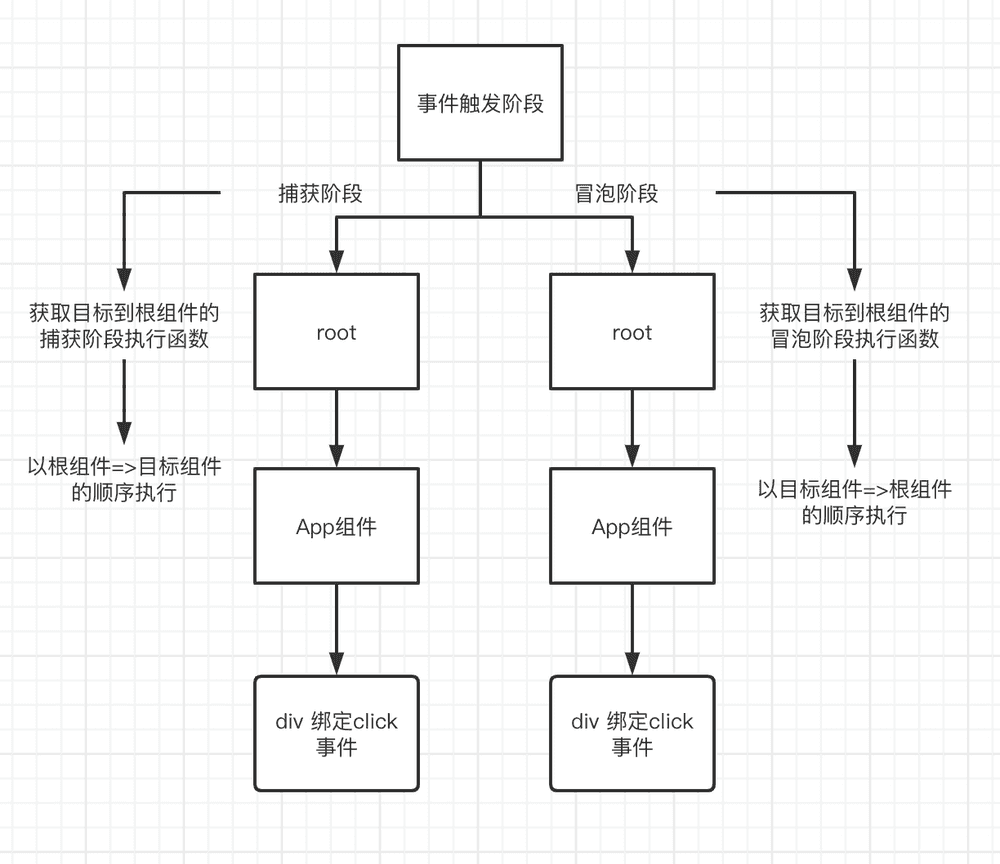 事件触发阶段
捕获阶段
冒泡阶段
获取目标到根组件的
捕获阶段执行函数
root
root
获取目标到根组件的
冒泡阶段执行函数
以根组件=>目标组件
的顺序执行
App组件
App组件
以目标组件=>根组件
的顺序执行
div 绑定click
事件
div 绑定click
事件